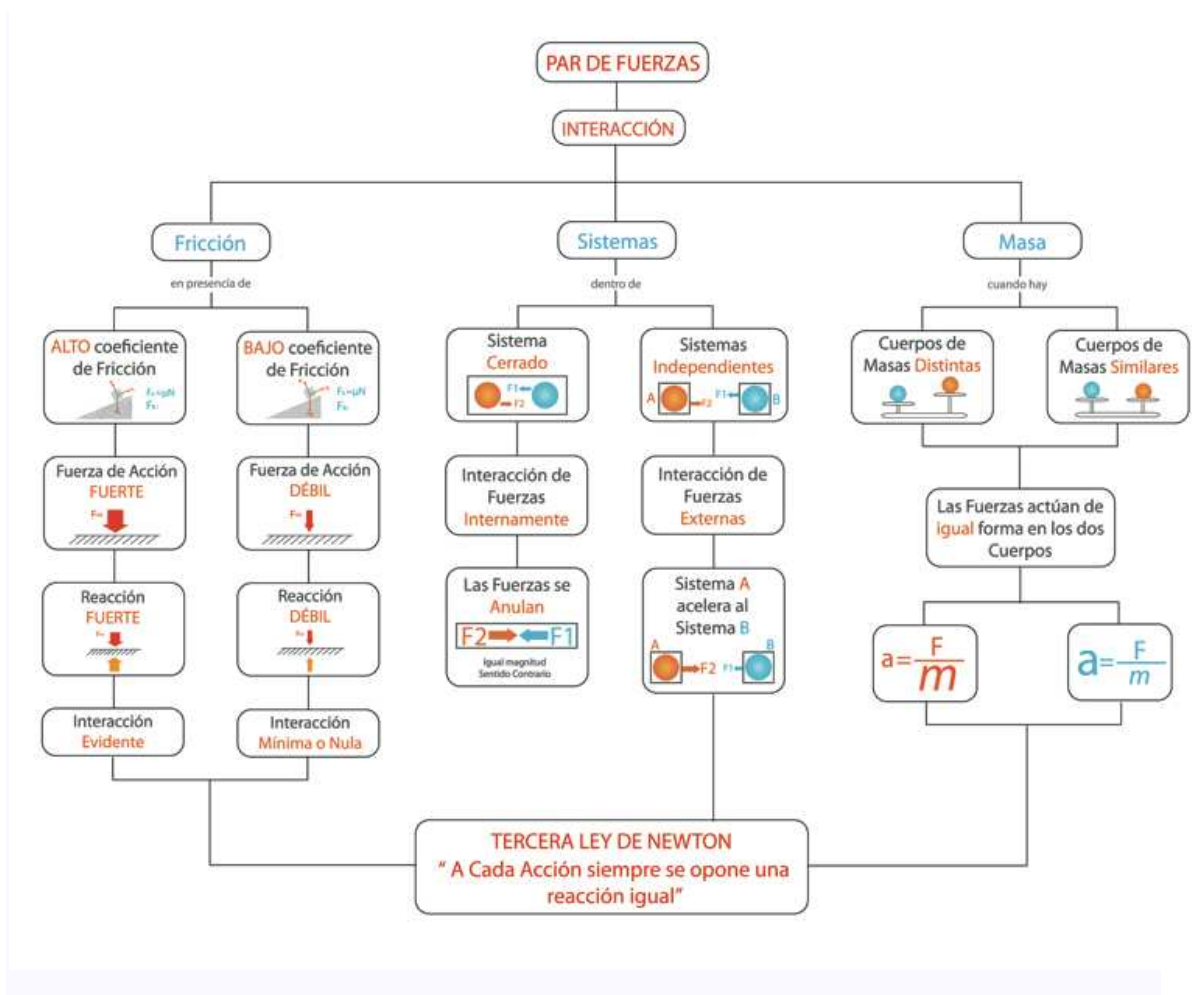 PAR DE FUERZAS
INTERACCIÓN
Fricción
Sistemas
Masa
en presencia de
dentro de
cuando hay
ALTO coeficiente
de Fricción
BAJO coeficiente
de Fricción
Sistema
Cerrado
F1
F2
Sistemas
Independientes
A
F2
F1
B
Cuerpos de
Masas Distintas
Cuerpos de
Masas Similares
Fuerza de Acción
FUERTE
Fuerza de Acción
DÉBIL
Interacción de
Fuerzas
Internamente
Interacción de
Fuerzas
Externas
Las Fuerzas actúan de
igual forma en los dos
Cuerpos
Reacción
FUERTE
Reacción
DÉBIL
Las Fuerzas se
Anulan
F2 F1
Igual magnitud
Sentido Contrario
Sistema A
acelera al
Sistema B
A
B
F2
F1
a=F/m
a=F/m
Interacción
Evidente
Interacción
Mínima o Nula
TERCERA LEY DE NEWTON
“ A Cada Acción siempre se opone una
reacción igual”